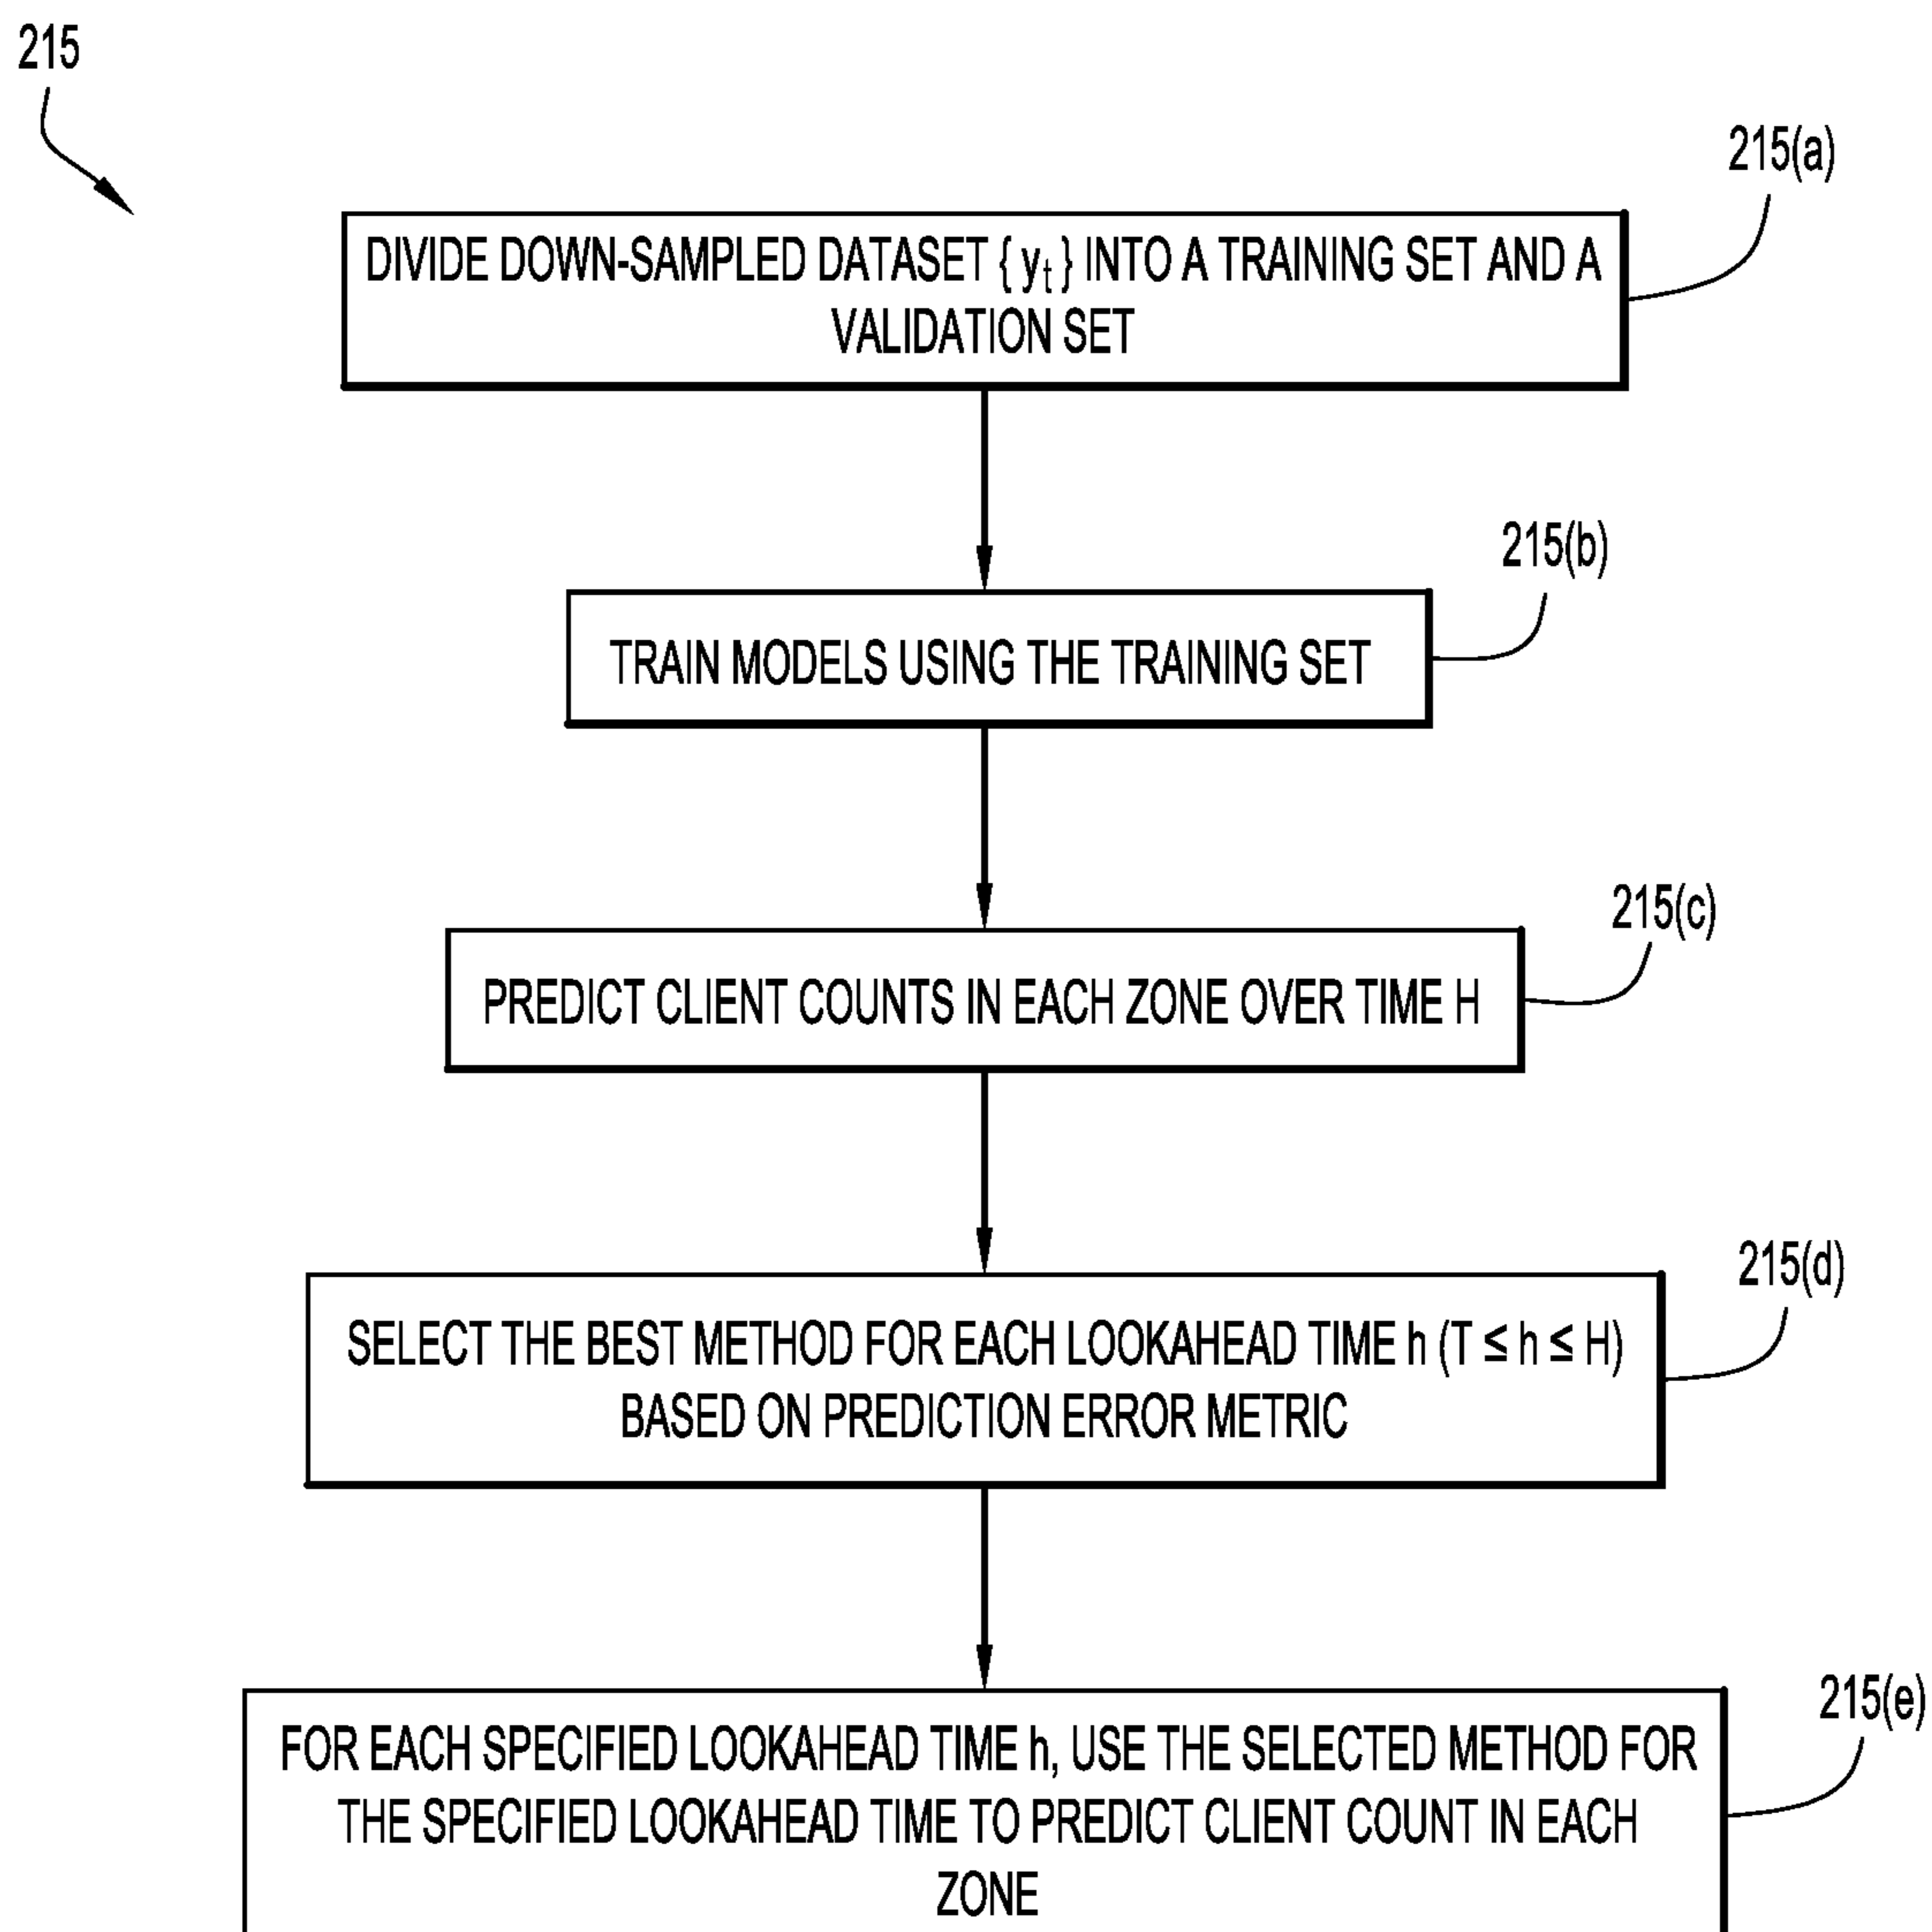 215
215(a)
DIVIDE DOWN-SAMPLED DATASET { yt } INTO A TRAINING SET AND A
VALIDATION SET
215(b)
TRAIN MODELS USING THE TRAINING SET
215(c)
PREDICT CLIENT COUNTS IN EACH ZONE OVER TIME H
215(d)
SELECT THE BEST METHOD FOR EACH LOOKAHEAD TIME h (T ≤ h ≤ H)
BASED ON PREDICTION ERROR METRIC
215(e)
FOR EACH SPECIFIED LOOKAHEAD TIME h, USE THE SELECTED METHOD FOR
THE SPECIFIED LOOKAHEAD TIME TO PREDICT CLIENT COUNT IN EACH
ZONE